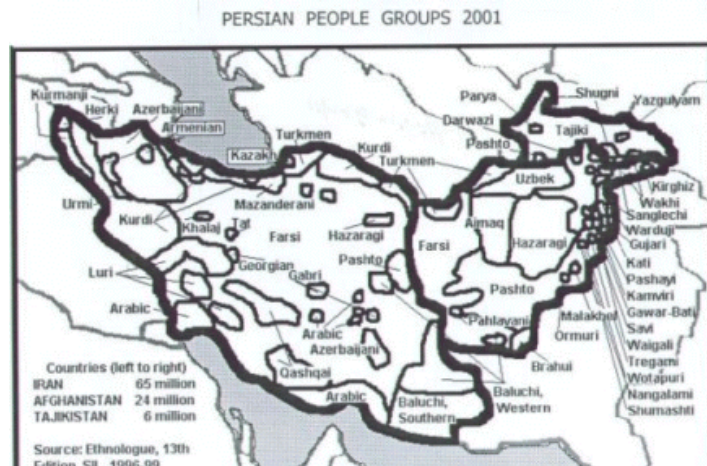 PERSIAN PEOPLE GROUPS 2001
Kurmanji
Herki
Azerbaijani
Armenian
Kazakh
Turkmen
Kurdi
Turkmen
Parya
Darwazi
Pashto
Shugni
Tajiki
Yazgulyam
Uzbek
Kirghiz
Wakhi
Sanglechi
Warduji
Gujari
Kati
Pashayi
Kamviri
Gawar-Bati
Savi
Waigali
Tregami
Wotapuri
Nangalami
Shumashti
Urmi
Kurdi
Khalaj
Tat
Mazanderani
Farsi
Hazaragi
Georgian
Pashto
Farsi
Aimaq
Hazaragi
Pashto
Luri
Gabri
Arabic
Arabic
Azerbaijani
Pahlavani
Malakhel
Ormuri
Brahui
Qashqai
Arabic
Baluchi,
Southern
Baluchi,
Western
Countries (left to right)
IRAN 65 million
AFGHANISTAN 24 million
TAJIKISTAN 6 million
Source: Ethnologue, 13th
Edition, SIL, 1996-99